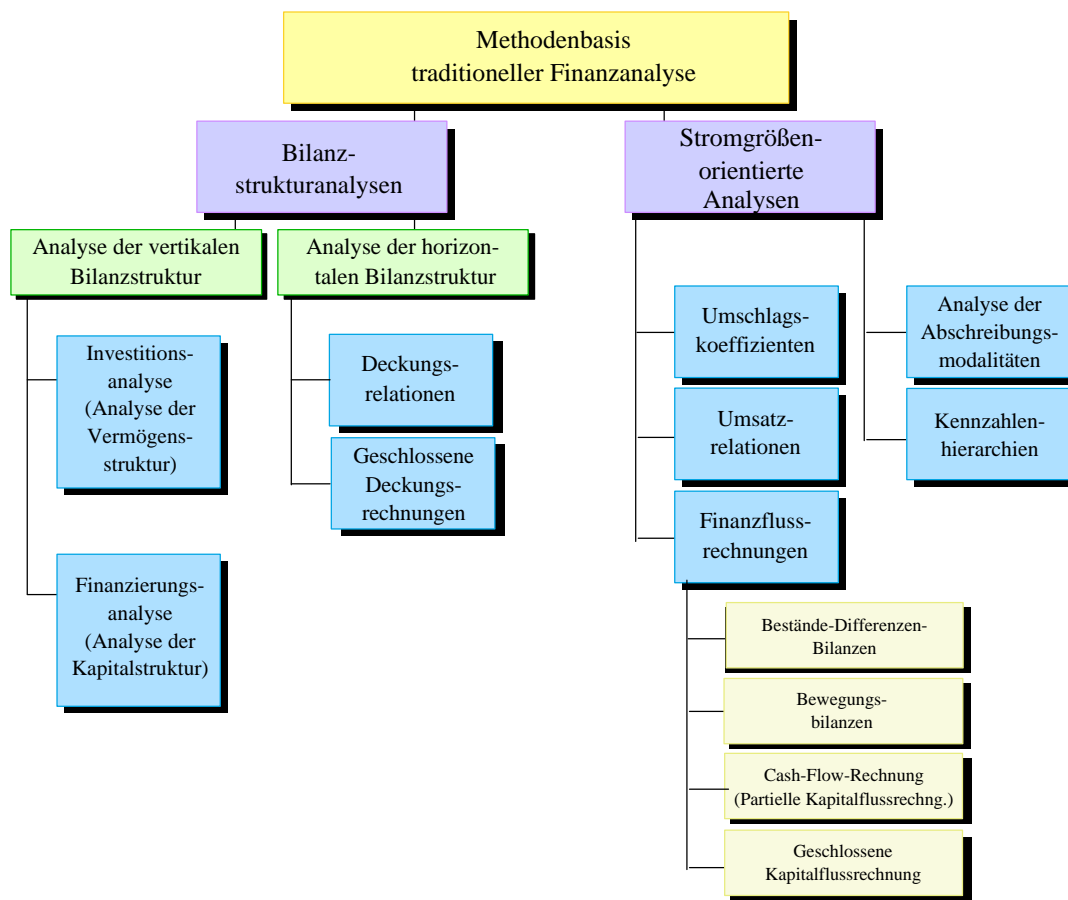 Methodenbasis
traditioneller Finanzanalyse
Bilanz-
strukturanalysen
Stromgrößen-
orientierte
Analysen
Analyse der vertikalen
Bilanzstruktur
Analyse der horizon-
talen Bilanzstruktur
Investitions-
analyse
(Analyse der
Vermögens-
struktur)
Finanzierungs-
analyse
(Analyse der
Kapitalstruktur)
Deckungs-
relationen
Geschlossene
Deckungs-
rechnungen
Umschlags-
koeffizienten
Umsatz-
relationen
Finanzfluss-
rechnungen
Analyse der
Abschreibungs-
modalitäten
Kennzahlen-
hierarchien
Bestände-Differenzen-
Bilanzen
Bewegungs-
bilanzen
Cash-Flow-Rechnung
(Partielle Kapitalflussrechng.)
Geschlossene
Kapitalflussrechnung